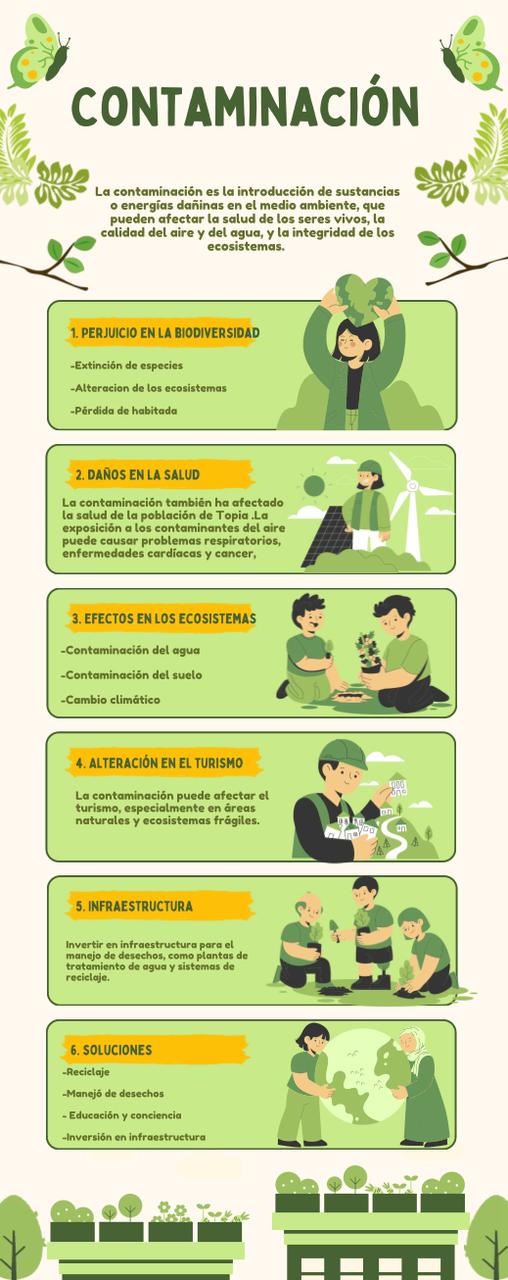 CONTAMINACIÓN
La contaminación es la introducción de sustancias
o energías dañinas en el medio ambiente, que
pueden afectar la salud de los seres vivos, la
calidad del aire y del agua, y la integridad de los
ecosistemas.
1. PERJUICIO EN LA BIODIVERSIDAD
-Extinción de especies
-Alteracion de los ecosistemas
-Pérdida de habitada
2. DAÑOS EN LA SALUD
La contaminación también ha afectado
la salud de la población de Topia .La
exposición a los contaminantes del aire
puede causar problemas respiratorios,
enfermedades cardíacas y cancer,
3. EFECTOS EN LOS ECOSISTEMAS
-Contaminación del agua
-Contaminación del suelo
-Cambio climático
4. ALTERACIÓN EN EL TURISMO
La contaminación puede afectar el
turismo, especialmente en áreas
naturales y ecosistemas frágiles.
5. INFRAESTRUCTURA
Invertir en infraestructura para el
manejo de desechos, como plantas de
tratamiento de agua y sistemas de
reciclaje.
6. SOLUCIONES
-Reciclaje
-Manejó de desechos
- Educación y conciencia
-Inversión en infraestructura